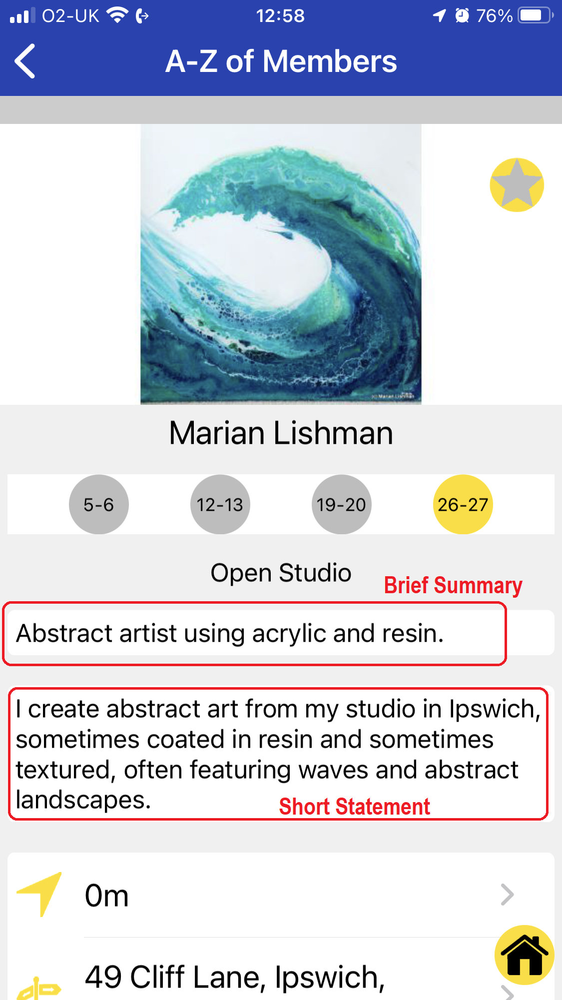 O2-UK
12:58
76%
A-Z of Members
(c) Marian Lishman
Marian Lishman
5-6
12-13
19-20
26-27
Open Studio
Brief Summary
Abstract artist using acrylic and resin.
I create abstract art from my studio in Ipswich,
sometimes coated in resin and sometimes
textured, often featuring waves and abstract
landscapes.
Short Statement
0m
49 Cliff Lane, Ipswich,